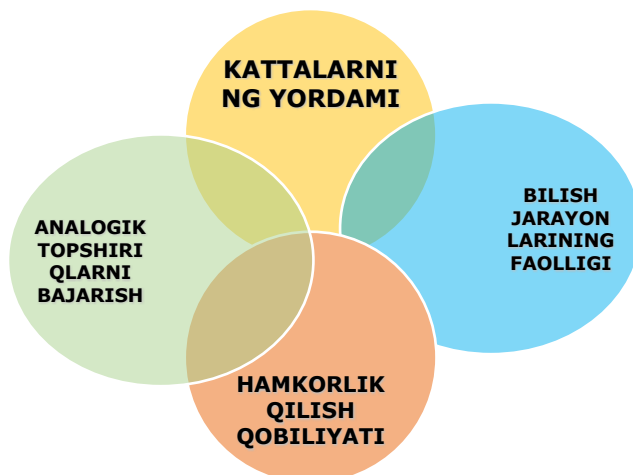 KATTALARNI
NG YORDAMI
ANALOGIK
TOPSHIRI
QLARNI
BAJARISH
BILISH
JARAYON
LARINING
FAOLLIGI
HAMKORLIK
QILISH
QOBILIYATI